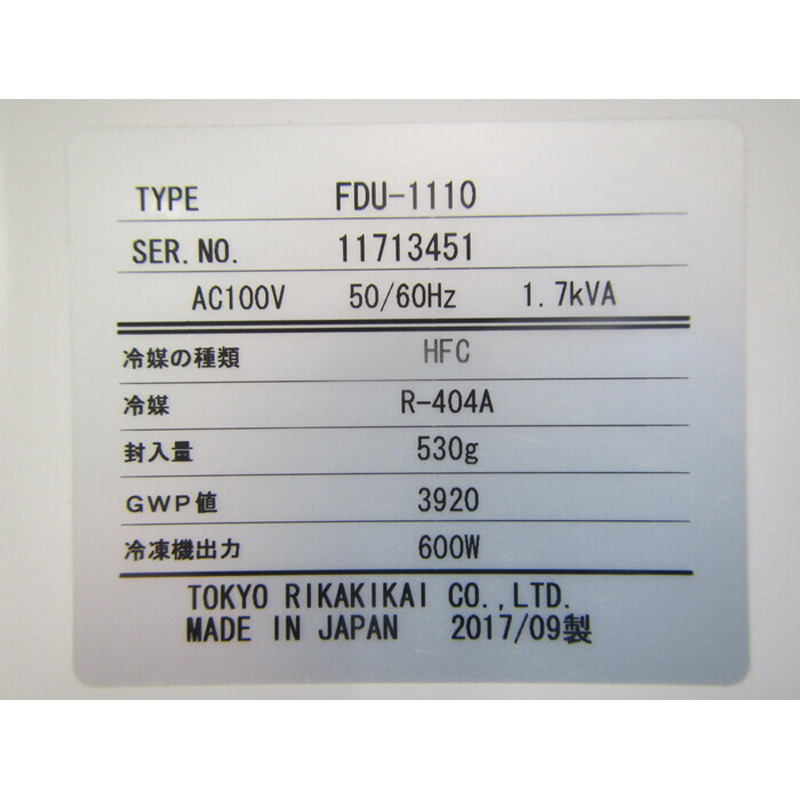 TYPE FDU-1110
SER.NO. 11713451
AC100V 50/60Hz 1.7kVA
冷媒の種類 HFC
冷媒 R-404A
封入量 530g
GWP値 3920
冷凍機出力 600W
TOKYO RIKAKIKAI CO.,LTD.
MADE IN JAPAN 2017/09製